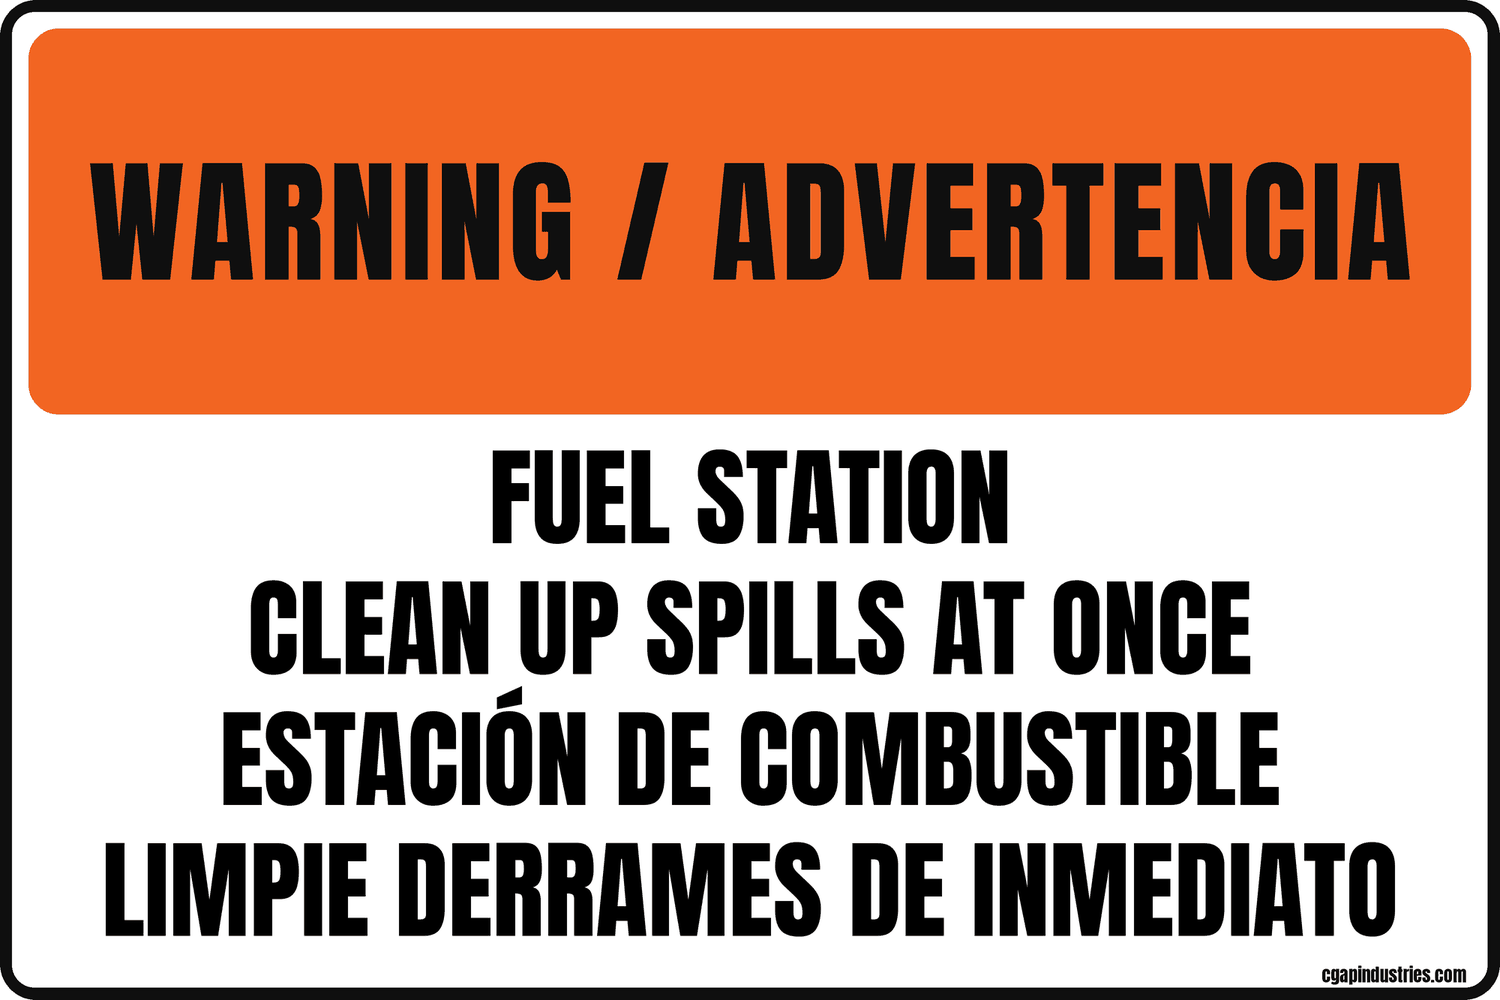 WARNING / ADVERTENCIA
FUEL STATION
CLEAN UP SPILLS AT ONCE
ESTACIÓN DE COMBUSTIBLE
LIMPIE DERRAMES DE INMEDIATO
cgapindustries.com